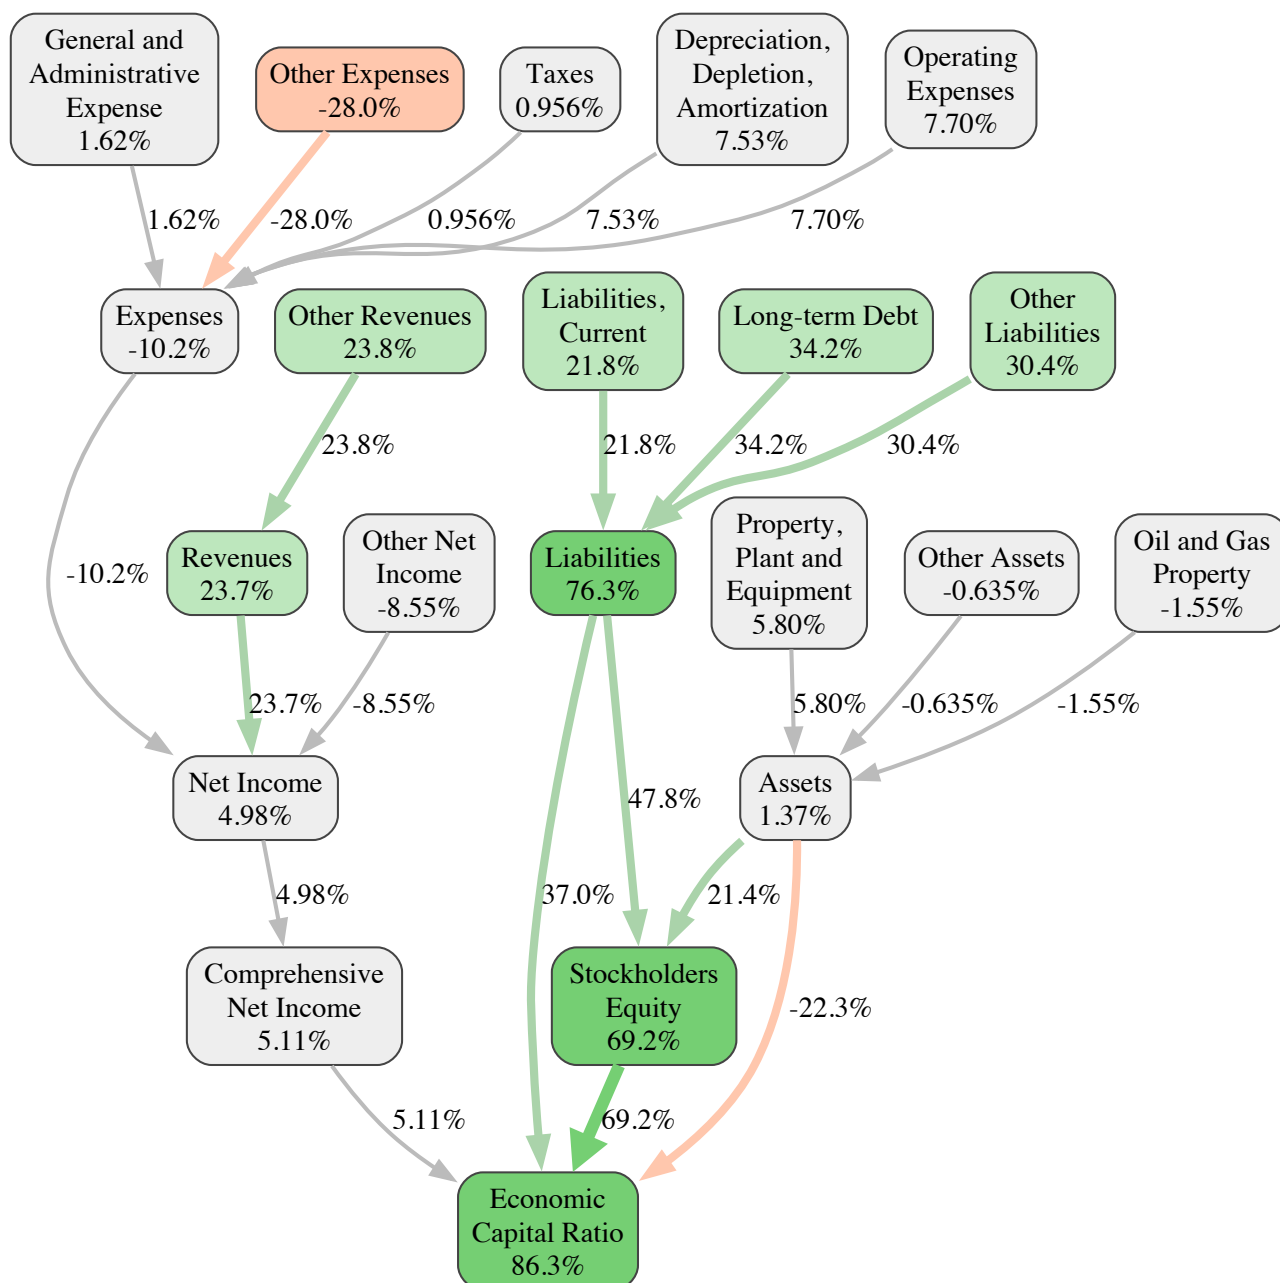 General and
Administrative
Expense
1.62%
Other Expenses
-28.0%
Taxes
0.956%
Depreciation,
Depletion,
Amortization
7.53%
Operating
Expenses
7.70%
1.62%
-28.0%
0.956%
7.53%
7.70%
Expenses
-10.2%
Other Revenues
23.8%
Liabilities,
Current
21.8%
Long-term Debt
34.2%
Other
Liabilities
30.4%
23.8%
21.8%
34.2%
30.4%
-10.2%
Revenues
23.7%
Other Net
Income
-8.55%
Liabilities
76.3%
Property,
Plant and
Equipment
5.80%
Other Assets
-0.635%
Oil and Gas
Property
-1.55%
23.7%
-8.55%
5.80%
-0.635%
-1.55%
Net Income
4.98%
47.8%
Assets
1.37%
4.98%
37.0%
21.4%
Comprehensive
Net Income
5.11%
Stockholders
Equity
69.2%
-22.3%
5.11%
69.2%
Economic
Capital Ratio
86.3%